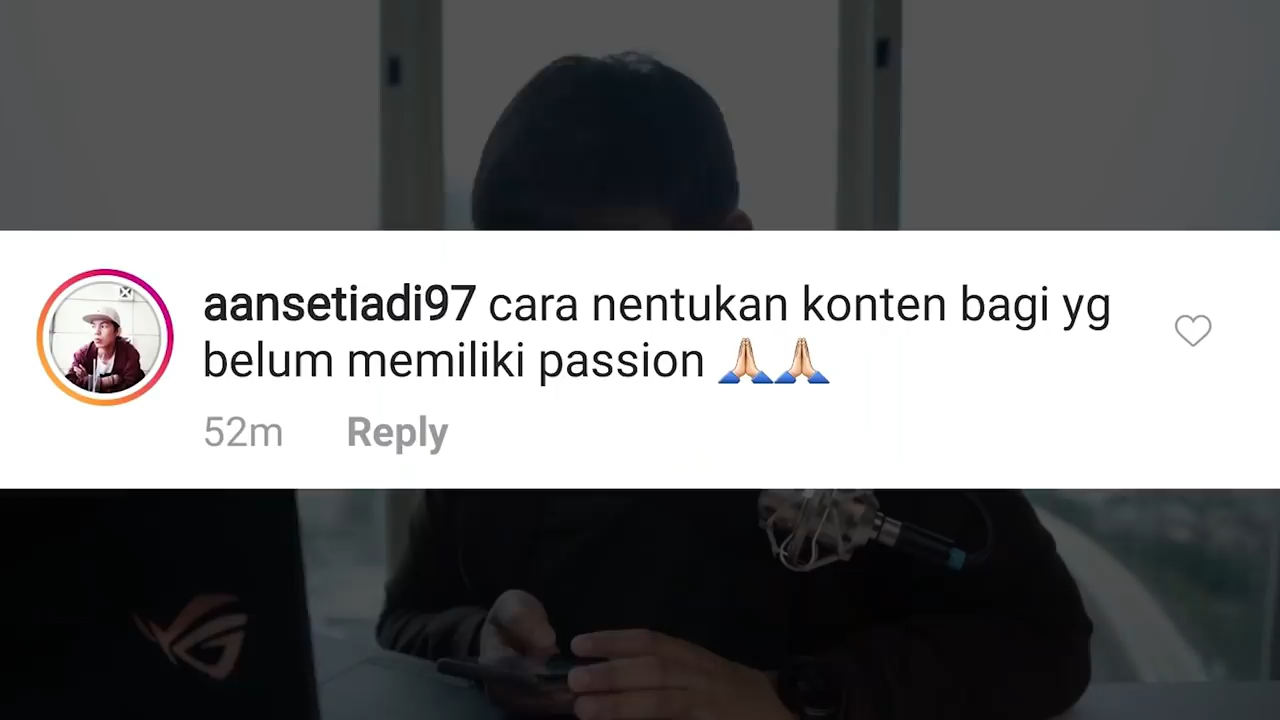 aansetiadi97 cara nentukan konten bagi yg
belum memiliki passion 🙏🏻🙏🏻
52m Reply